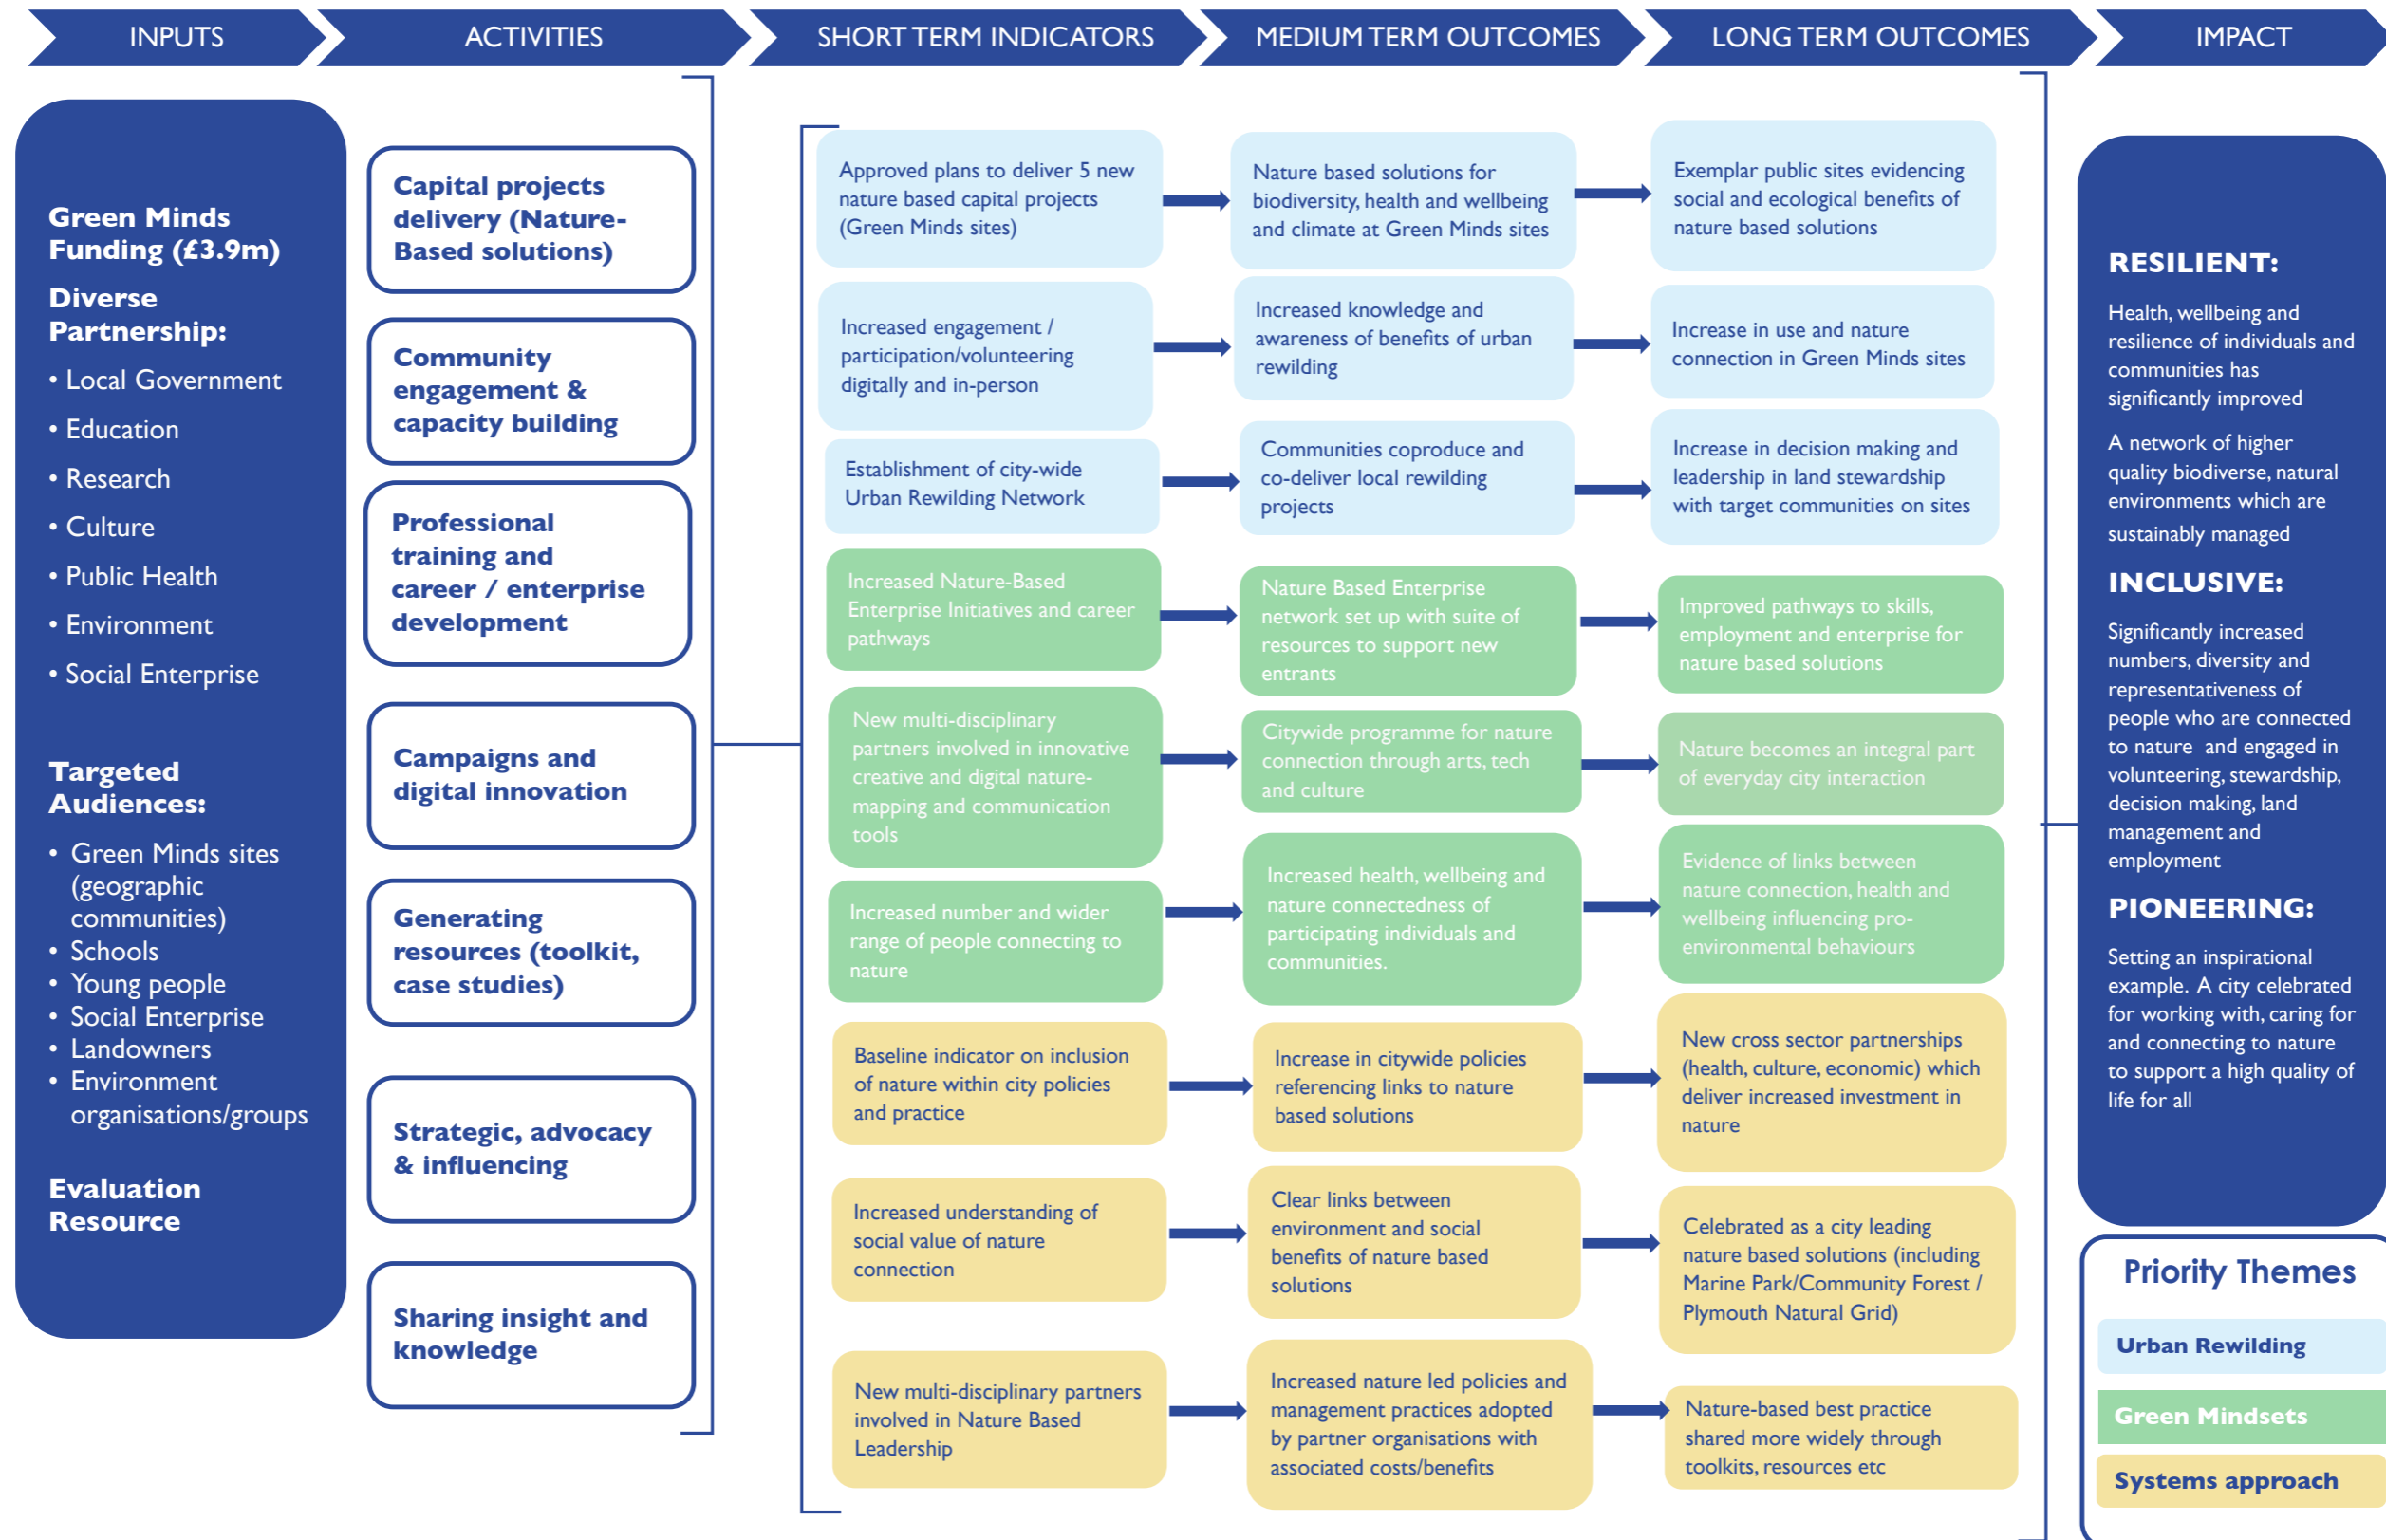 INPUTS
ACTIVITIES
SHORT TERM INDICATORS
MEDIUM TERM OUTCOMES
LONG TERM OUTCOMES
IMPACT
Green Minds
Funding (£3.9m)
Diverse
Partnership:
• Local Government
• Education
• Research
• Culture
• Public Health
• Environment
• Social Enterprise
Targeted
Audiences:
• Green Minds sites
(geographic
communities)
• Schools
• Young people
• Social Enterprise
• Landowners
• Environment
organisations/groups
Evaluation
Resource
Capital projects
delivery (Nature-
Based solutions)
Community
engagement &
capacity building
Professional
training and
career / enterprise
development
Campaigns and
digital innovation
Generating
resources (toolkit,
case studies)
Strategic, advocacy
& influencing
Sharing insight and
knowledge
Approved plans to deliver 5 new
nature based capital projects
(Green Minds sites)
Nature based solutions for
biodiversity, health and wellbeing
and climate at Green Minds sites
Exemplar public sites evidencing
social and ecological benefits of
nature based solutions
Increased engagement /
participation/volunteering
digitally and in-person
Increased knowledge and
awareness of benefits of urban
rewilding
Increase in use and nature
connection in Green Minds sites
Establishment of city-wide
Urban Rewilding Network
Communities coproduce and
co-deliver local rewilding
projects
Increase in decision making and
leadership in land stewardship
with target communities on sites
Increased Nature-Based
Enterprise Initiatives and career
pathways
Nature Based Enterprise
network set up with suite of
resources to support new
entrants
Improved pathways to skills,
employment and enterprise for
nature based solutions
New multi-disciplinary
partners involved in innovative
creative and digital nature-
mapping and communication
tools
Citywide programme for nature
connection through arts, tech
and culture
Nature becomes an integral part
of everyday city interaction
Increased number and wider
range of people connecting to
nature
Increased health, wellbeing and
nature connectedness of
participating individuals and
communities.
Evidence of links between
nature connection, health and
wellbeing influencing pro-
environmental behaviours
Baseline indicator on inclusion
of nature within city policies
and practice
Increase in citywide policies
referencing links to nature
based solutions
New cross sector partnerships
(health, culture, economic) which
deliver increased investment in
nature
Increased understanding of
social value of nature
connection
Clear links between
environment and social
benefits of nature based
solutions
Celebrated as a city leading
nature based solutions (including
Marine Park/Community Forest /
Plymouth Natural Grid)
New multi-disciplinary partners
involved in Nature Based
Leadership
Increased nature led policies and
management practices adopted
by partner organisations with
associated costs/benefits
Nature-based best practice
shared more widely through
toolkits, resources etc
RESILIENT:
Health, wellbeing and
resilience of individuals and
communities has
significantly improved
A network of higher
quality biodiverse, natural
environments which are
sustainably managed
INCLUSIVE:
Significantly increased
numbers, diversity and
representativeness of
people who are connected
to nature and engaged in
volunteering, stewardship,
decision making, land
management and
employment
PIONEERING:
Setting an inspirational
example. A city celebrated
for working with, caring for
and connecting to nature
to support a high quality of
life for all
Priority Themes
Urban Rewilding
Green Mindsets
Systems approach